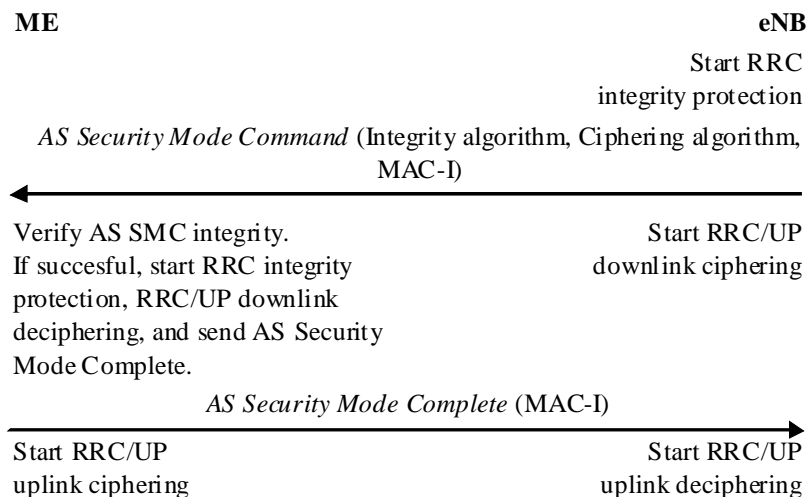 ME
eNB
Start RRC
integrity protection
AS Security Mode Command (Integrity algorithm, Ciphering algorithm,
MAC-I)
Verify AS SMC integrity.
If succesful, start RRC integrity
protection, RRC/UP downlink
deciphering, and send AS Security
Mode Complete.
Start RRC/UP
downlink ciphering
AS Security Mode Complete (MAC-I)
Start RRC/UP
uplink ciphering
Start RRC/UP
uplink deciphering